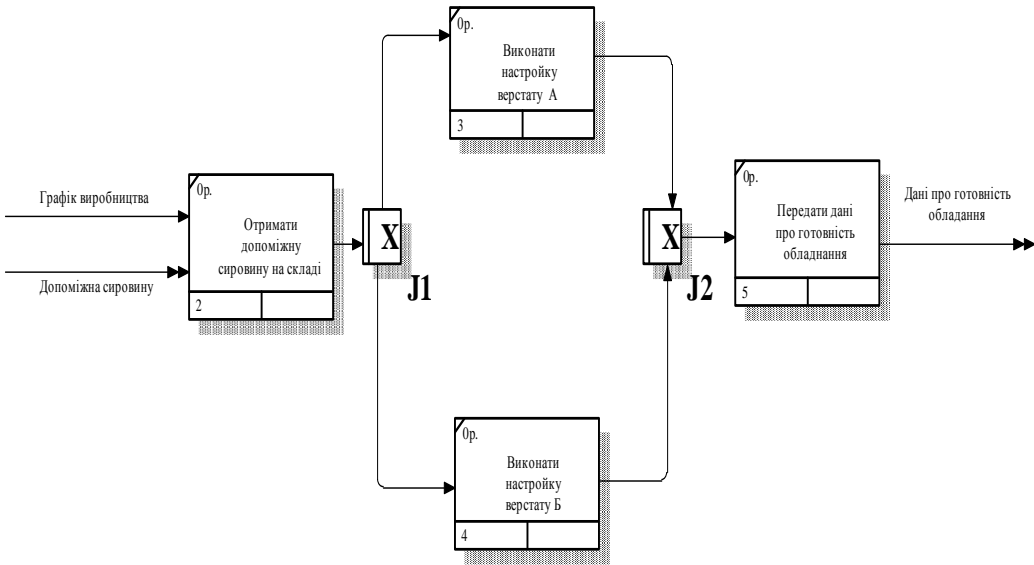 0р.
Виконати
настройку
верстату А
3
Графік виробництва
Допоміжна сировину
0р.
Отримати
допоміжну
сировину на складі
2
X
J1
X
J2
0р.
Передати дані
про готовність
обладнання
5
Дані про готовність
обладання
0р.
Виконати
настройку
верстату Б
4